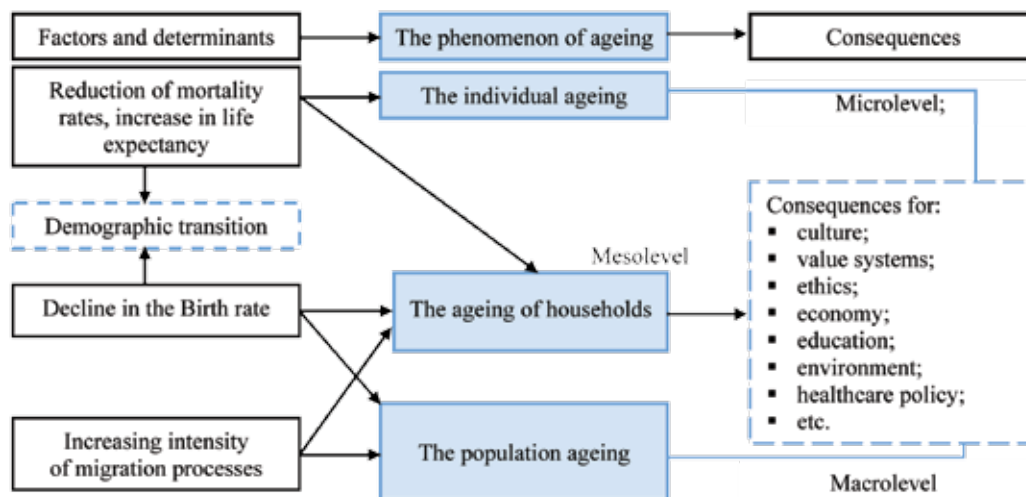 Factors and determinants
The phenomenon of ageing
Consequences
Reduction of mortality
rates, increase in life
expectancy
The individual ageing
Microlevel;
Demographic transition
Consequences for:
▪ culture;
▪ value systems;
▪ ethics;
▪ economy;
▪ education;
▪ environment;
▪ healthcare policy;
▪ etc.
Mesolevel
Decline in the Birth rate
The ageing of households
Increasing intensity
of migration processes
The population ageing
Macrolevel